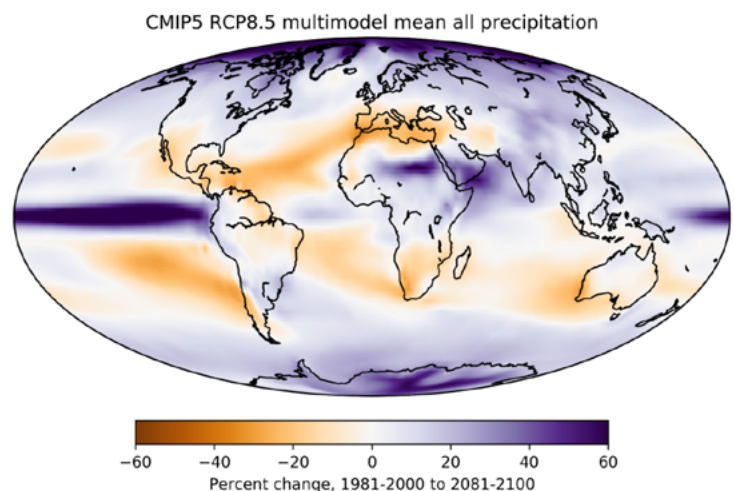 CMIP5 RCP8.5 multimodel mean all precipitation
−60 −40 −20 0 20 40 60
Percent change, 1981-2000 to 2081-2100